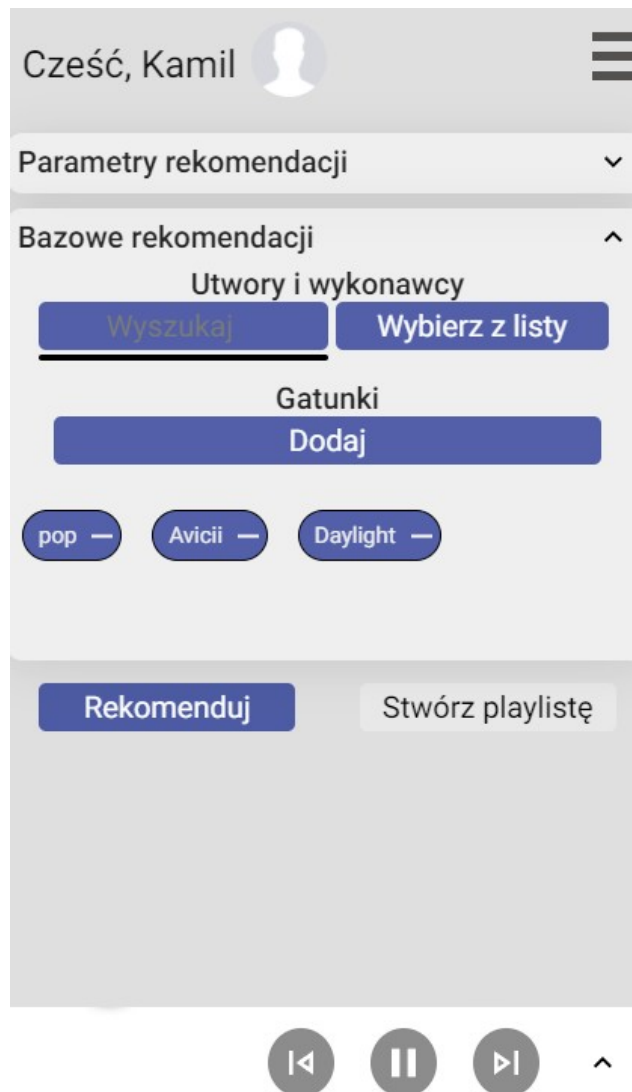 Cześć, Kamil
Parametry rekomendacji
Bazowe rekomendacji
Utwory i wykonawcy
Wyszukaj Wybierz z listy
Gatunki
Dodaj
pop Avicii Daylight
Rekomenduj Stwórz playlistę